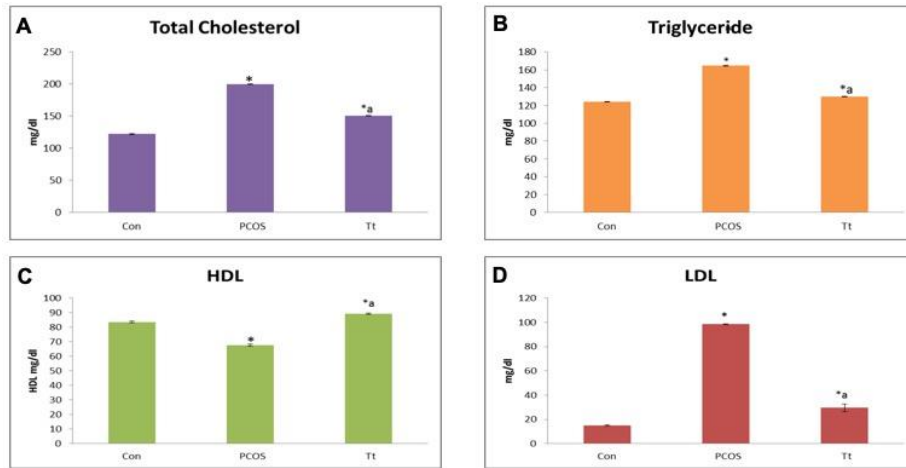 A
Total Cholesterol
mg/dl
250
200
150
100
50
0
*
*a
Con PCOS Tt
B
Triglyceride
mg/dl
180
160
140
120
100
80
60
40
20
0
*
*a
Con PCOS Tt
C
HDL
HDL mg/dl
100
90
80
70
60
50
40
30
20
10
0
*
*a
Con PCOS Tt
D
LDL
mg/dl
120
100
80
60
40
20
0
*
*a
Con PCOS Tt